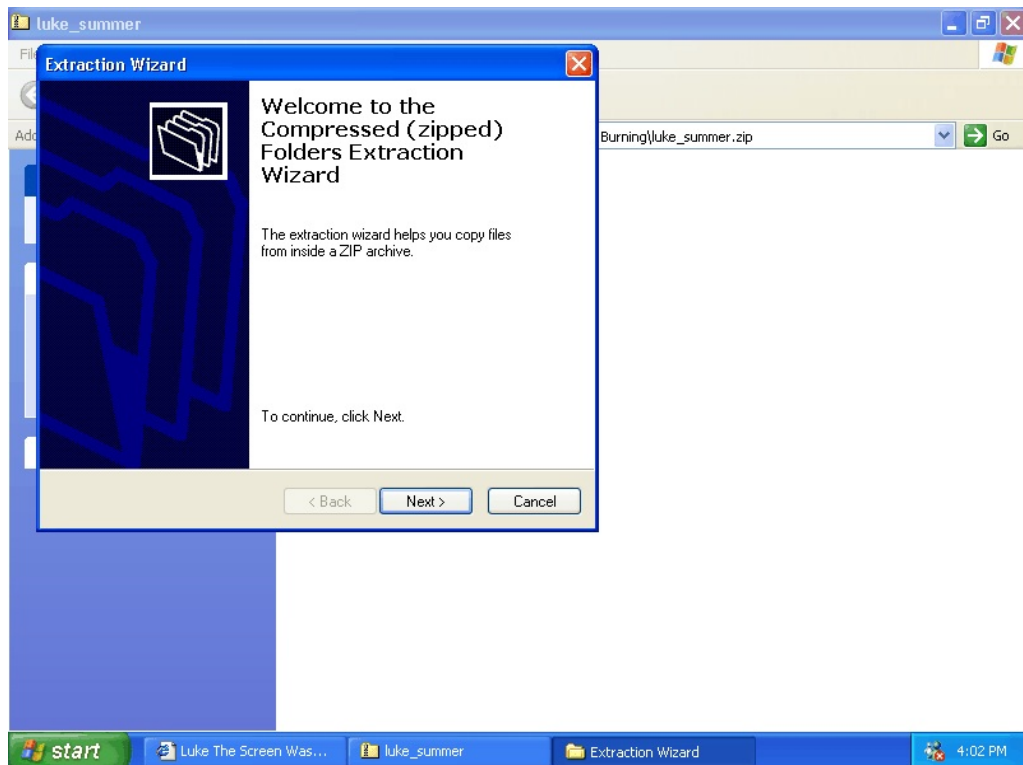 luke_summer
Extraction Wizard
Burning\luke_summer.zip
Go
Welcome to the
Compressed (zipped)
Folders Extraction
Wizard
The extraction wizard helps you copy files
from inside a ZIP archive.
To continue, click Next.
< Back
Next >
Cancel
start
Luke The Screen Was...
luke_summer
Extraction Wizard
4:02 PM